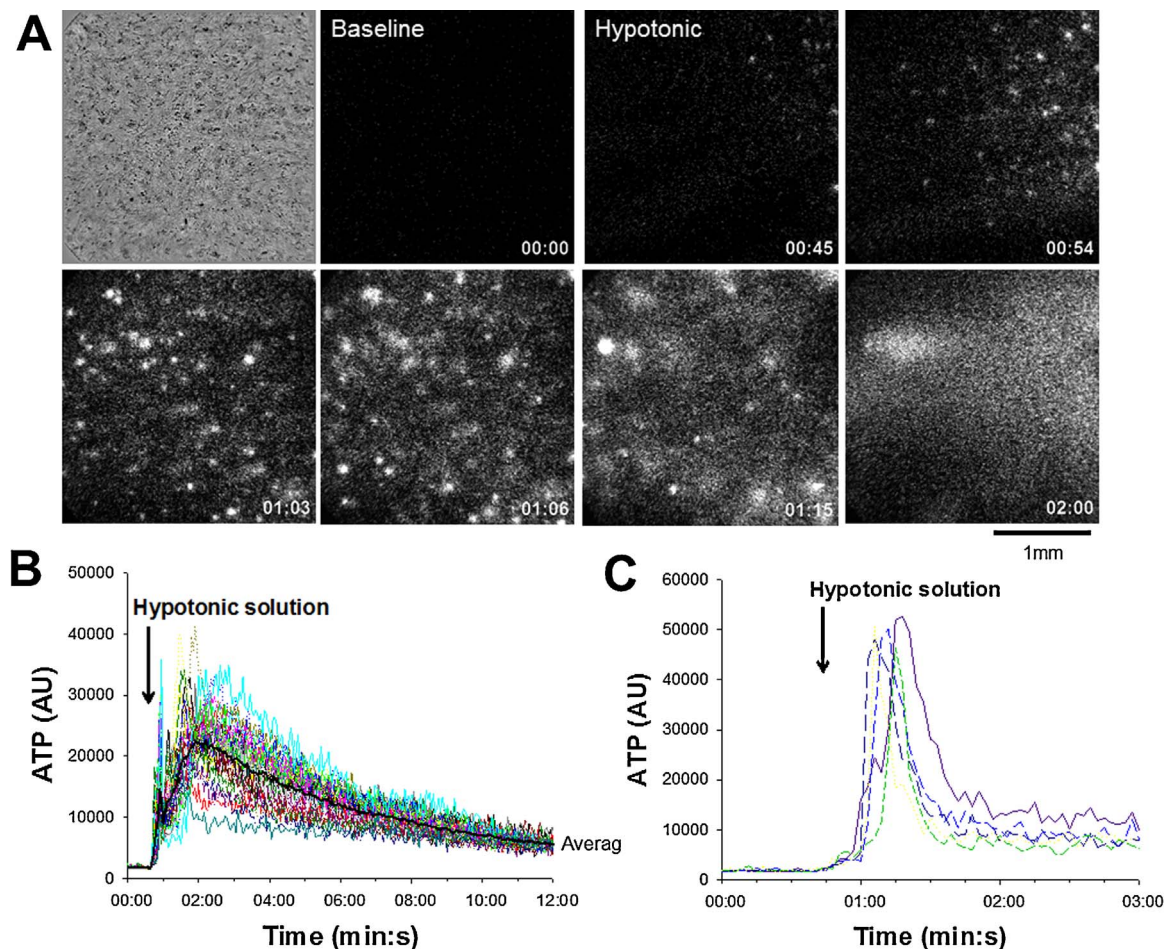 A
Baseline
Hypotonic
00:00
00:45
00:54
01:03
01:06
01:15
02:00
1mm
B
Hypotonic solution
ATP (AU)
50000
40000
30000
20000
10000
0
00:00
02:00
04:00
06:00
08:00
10:00
12:00
Averag
Time (min:s)
C
Hypotonic solution
ATP (AU)
60000
50000
40000
30000
20000
10000
0
00:00
01:00
02:00
03:00
Time (min:s)